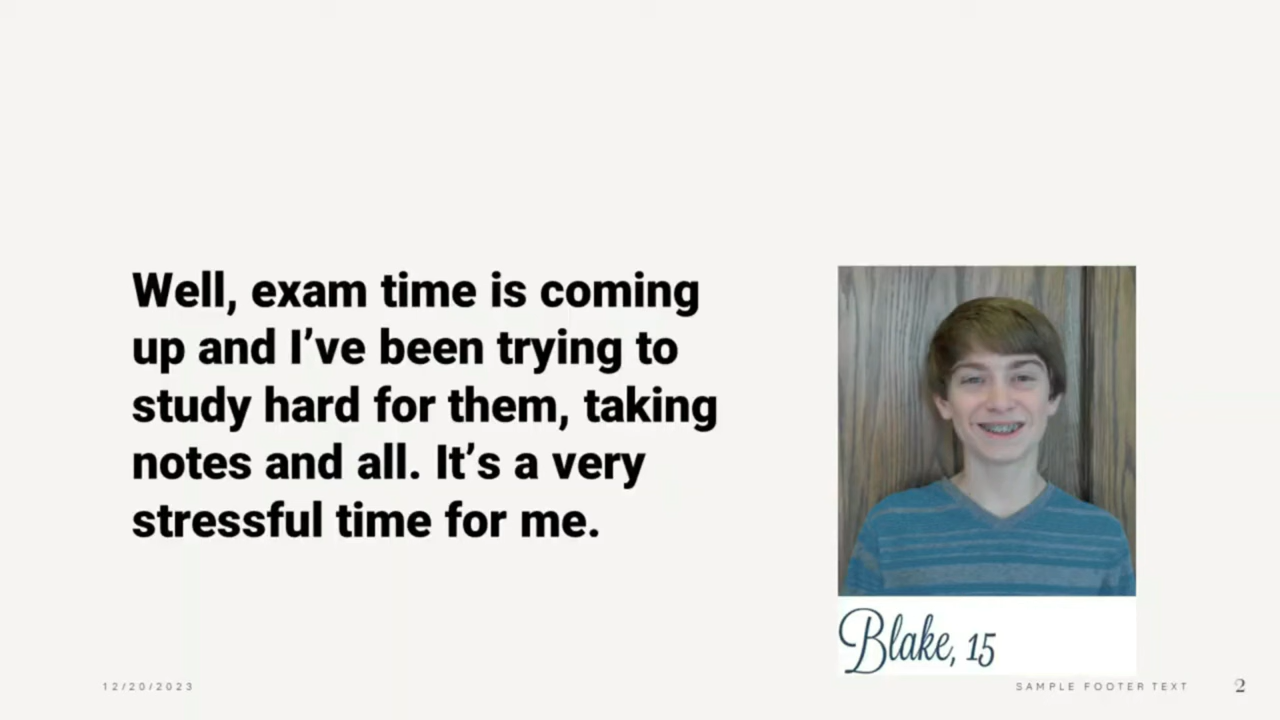 Well, exam time is coming
up and I’ve been trying to
study hard for them, taking
notes and all. It’s a very
stressful time for me.
Blake, 15
12/20/2023
SAMPLE FOOTER TEXT
2